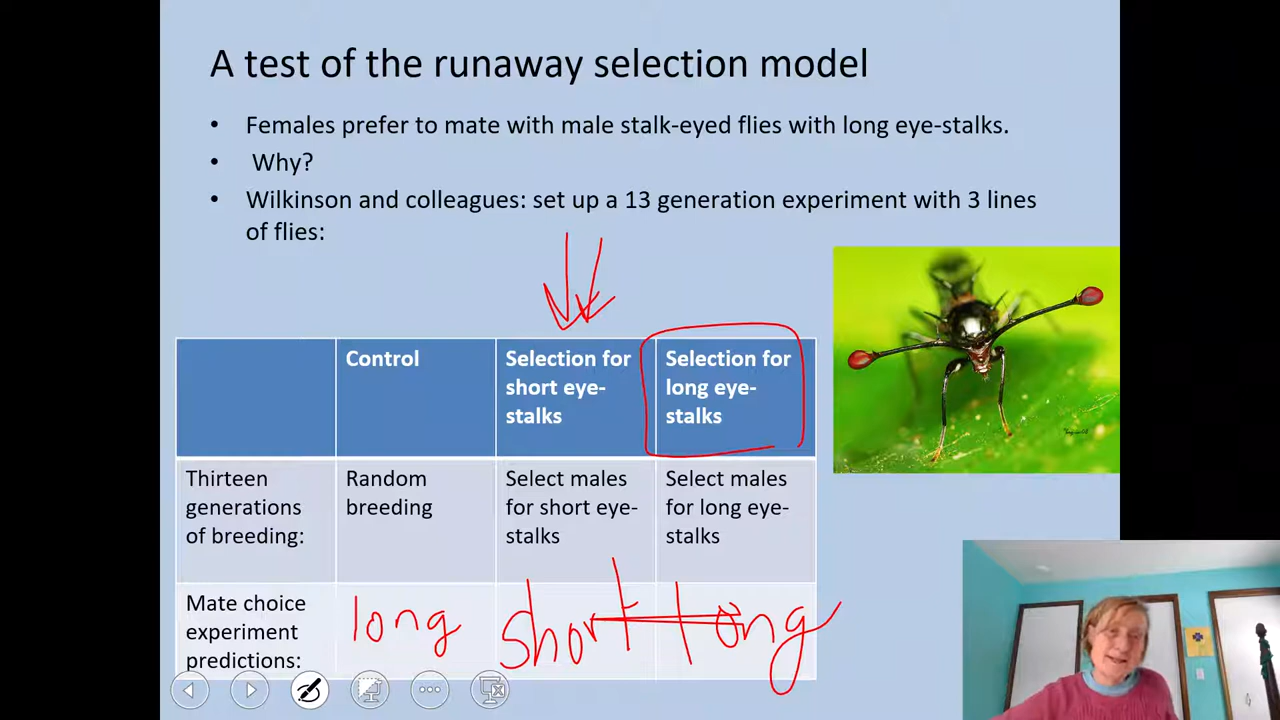 A test of the runaway selection model
• Females prefer to mate with male stalk-eyed flies with long eye-stalks.
• Why?
• Wilkinson and colleagues: set up a 13 generation experiment with 3 lines
of flies:
Control
Selection for
short eye-
stalks
Selection for
long eye-
stalks
Thirteen
generations
of breeding:
Random
breeding
Select males
for short eye-
stalks
Select males
for long eye-
stalks
Mate choice
experiment
predictions:
long
short
long